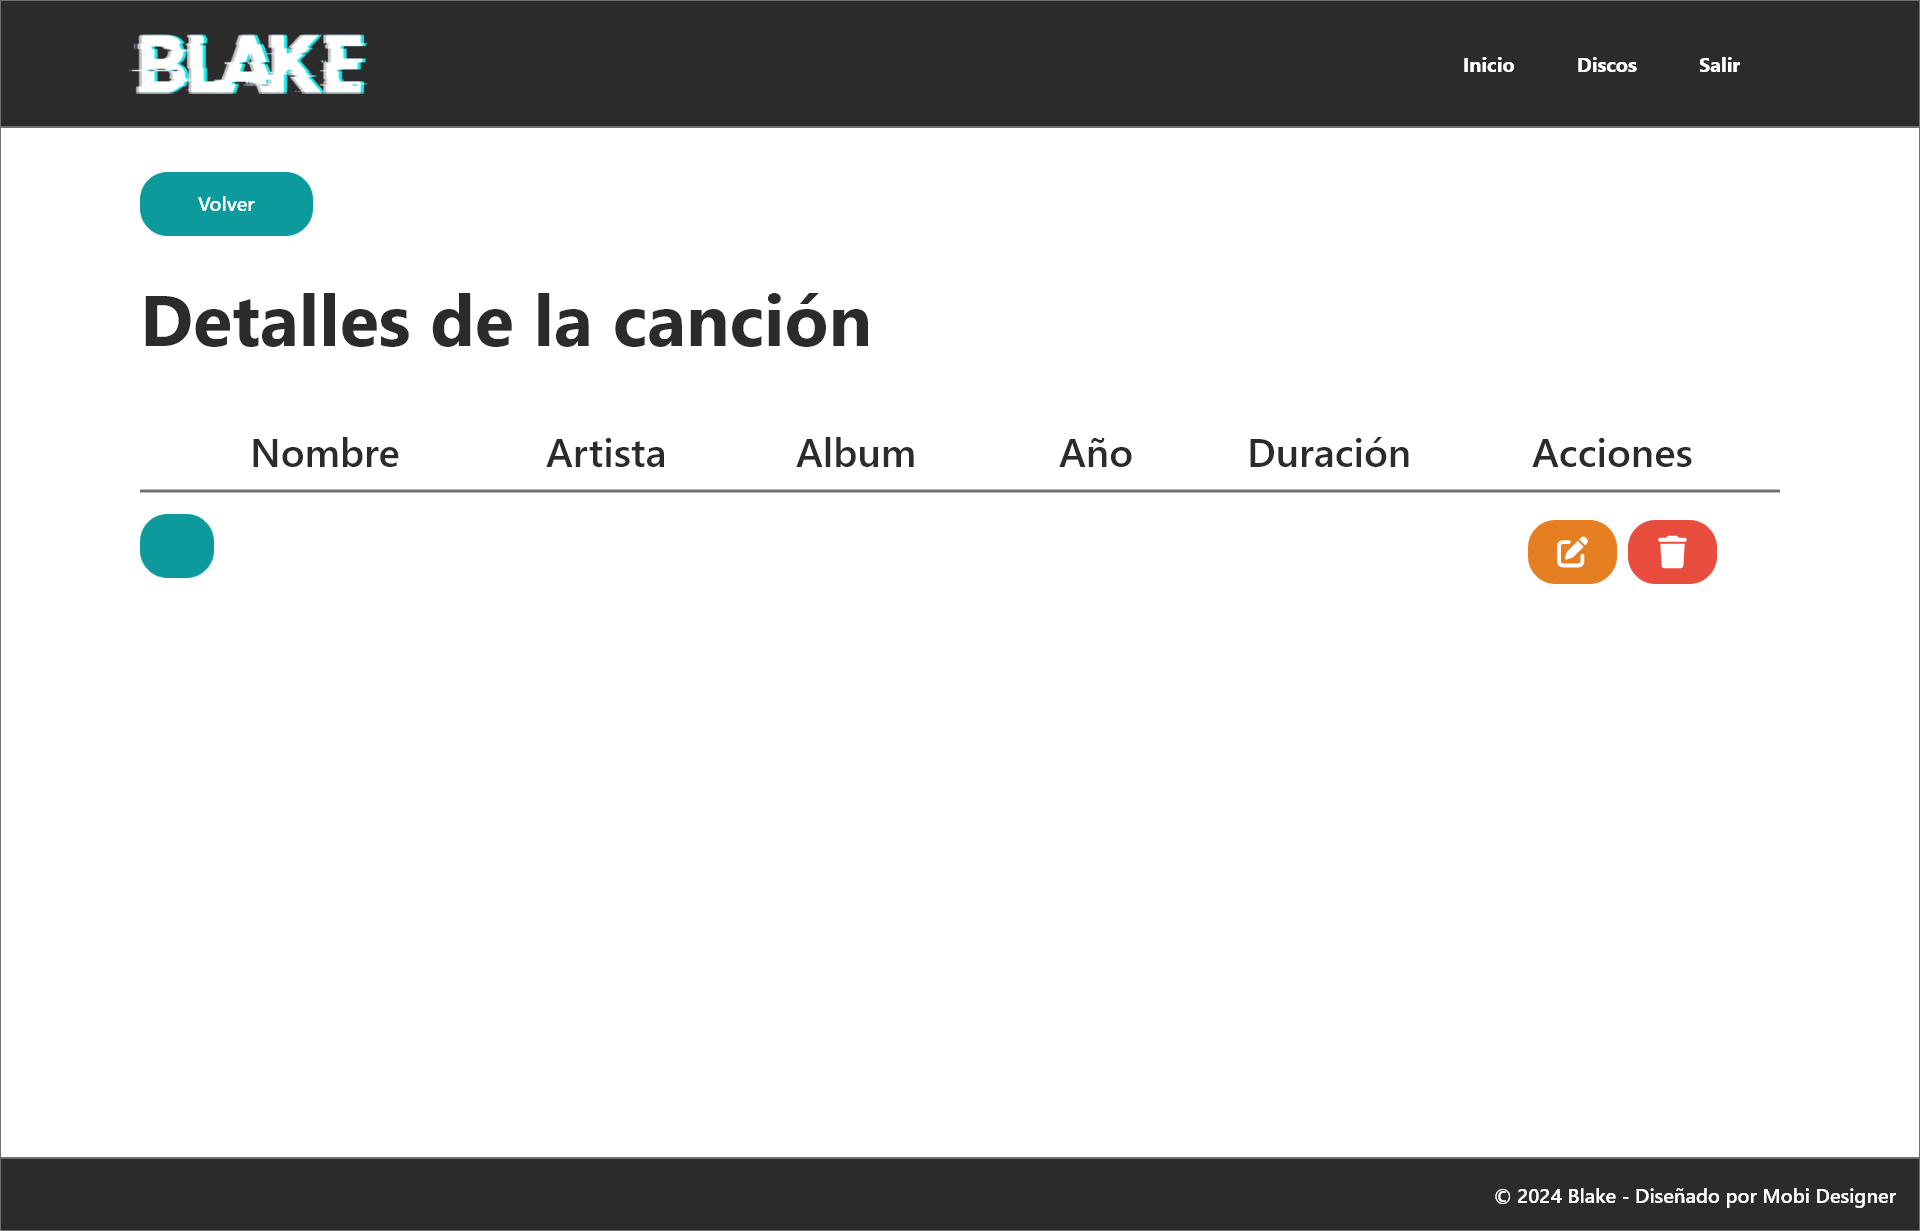 BLAKE
Inicio Discos Salir
Volver
Detalles de la canción
Nombre Artista Album Año Duración Acciones
© 2024 Blake - Diseñado por Mobi Designer